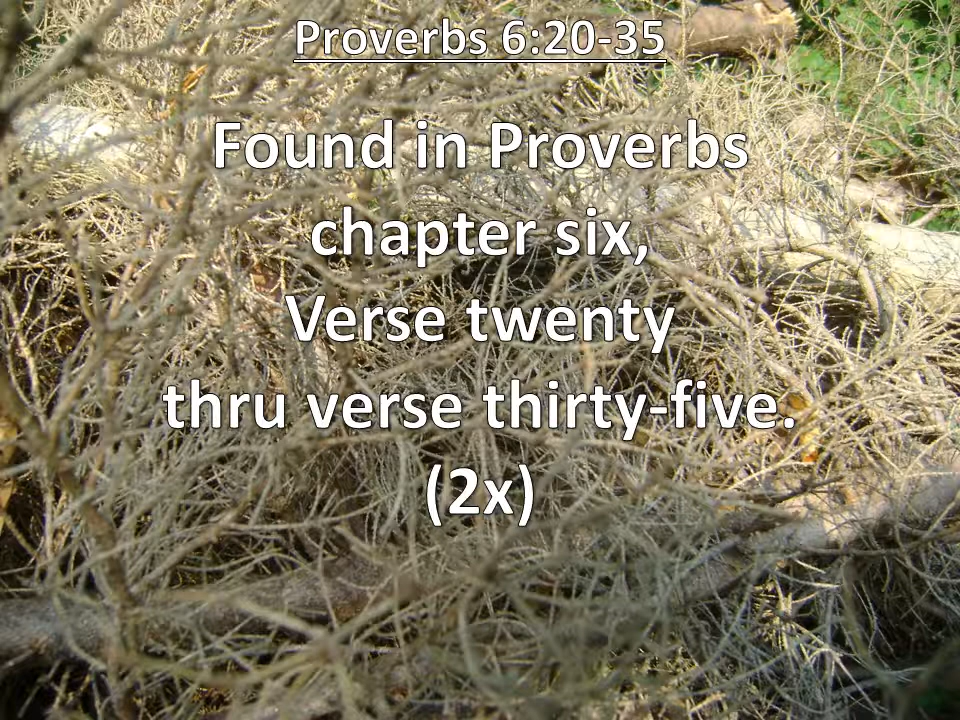 Proverbs 6:20-35
Found in Proverbs
chapter six,
Verse twenty
thru verse thirty-five.
(2x)